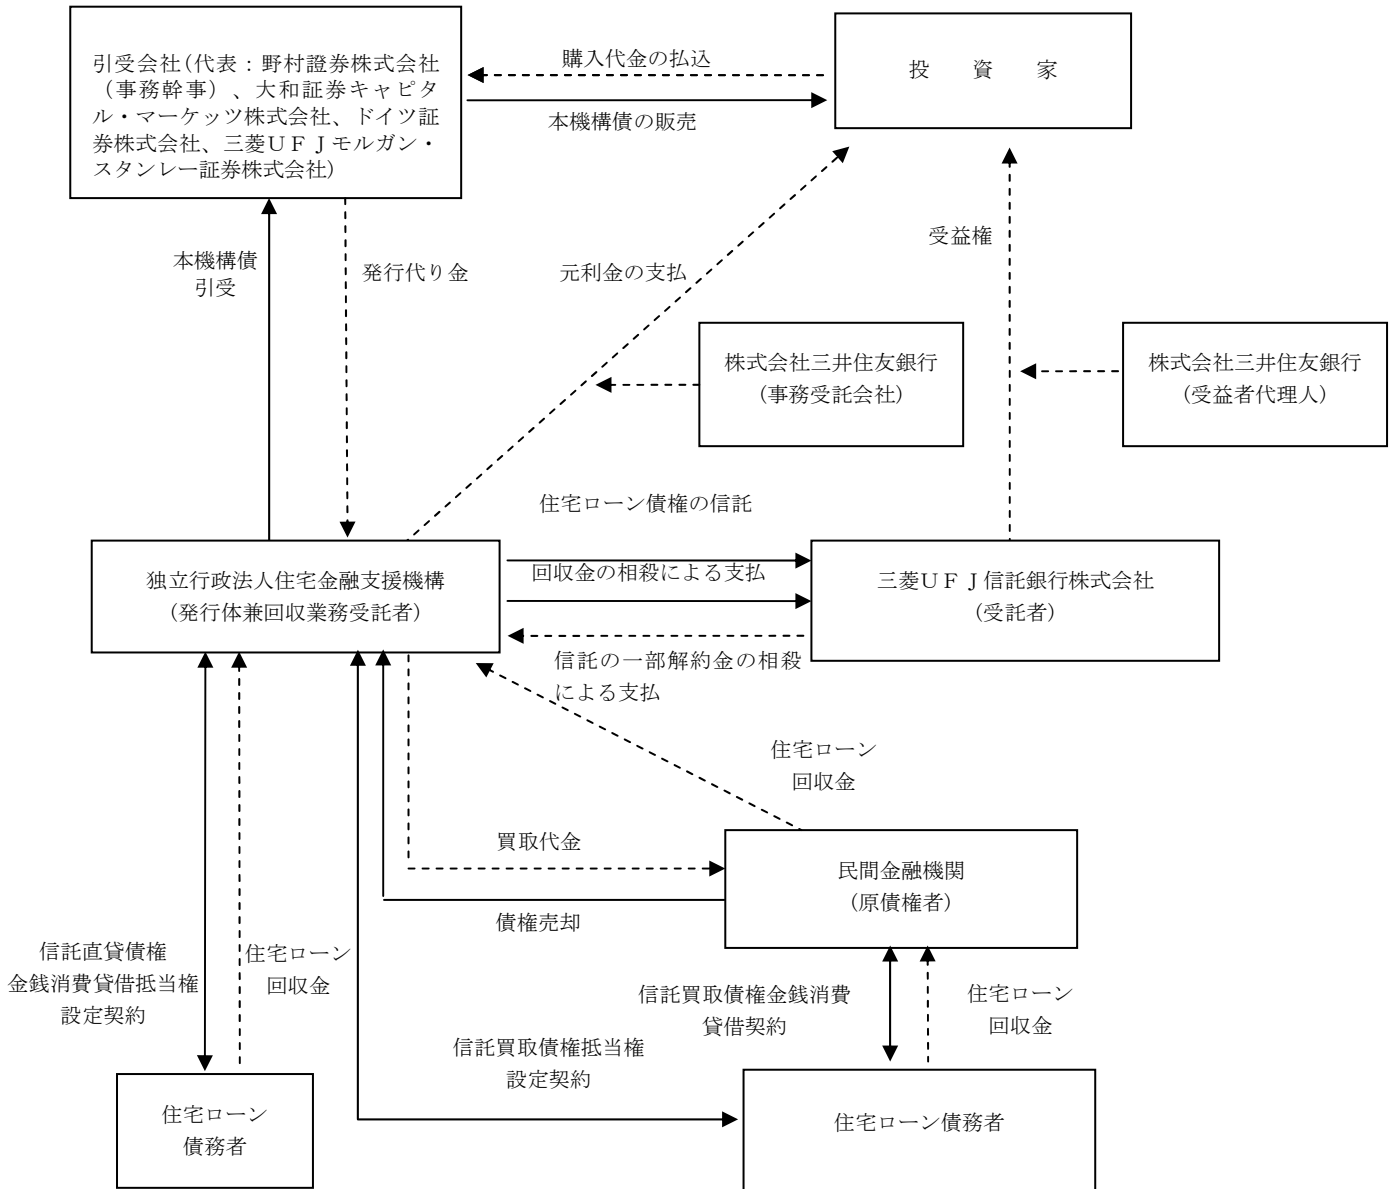 引受会社(代表：野村證券株式会社
（事務幹事）、大和証券キャピタ
ル・マーケッツ株式会社、ドイツ証
券株式会社、三菱ＵＦＪモルガン・
スタンレー証券株式会社)
購入代金の払込
本機構債の販売
投　資　家
本機構債
引受
発行代り金
元利金の支払
受益権
株式会社三井住友銀行
（事務受託会社）
株式会社三井住友銀行
（受益者代理人）
住宅ローン債権の信託
独立行政法人住宅金融支援機構
（発行体兼回収業務受託者）
回収金の相殺による支払
三菱ＵＦＪ信託銀行株式会社
（受託者）
信託の一部解約金の相殺
による支払
住宅ローン
回収金
買取代金
民間金融機関
（原債権者）
債権売却
信託直貸債権
金銭消費貸借抵当権
設定契約
住宅ローン
回収金
信託買取債権金銭消費
貸借契約
住宅ローン
回収金
信託買取債権抵当権
設定契約
住宅ローン
債務者
住宅ローン債務者